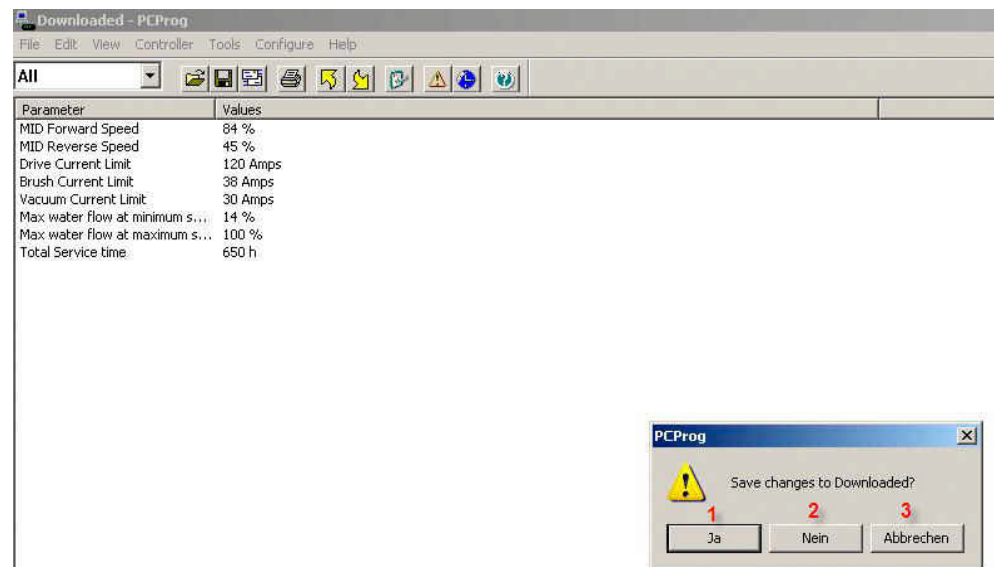 Downloaded - PCProg
File Edit View Controller Tools Configure Help
All
Parameter Values
MID Forward Speed 84 %
MID Reverse Speed 45 %
Drive Current Limit 120 Amps
Brush Current Limit 38 Amps
Vacuum Current Limit 30 Amps
Max water flow at minimum s... 14 %
Max water flow at maximum s... 100 %
Total Service time 650 h
PCProg
Save changes to Downloaded?
1 2 3
Ja Nein Abbrechen